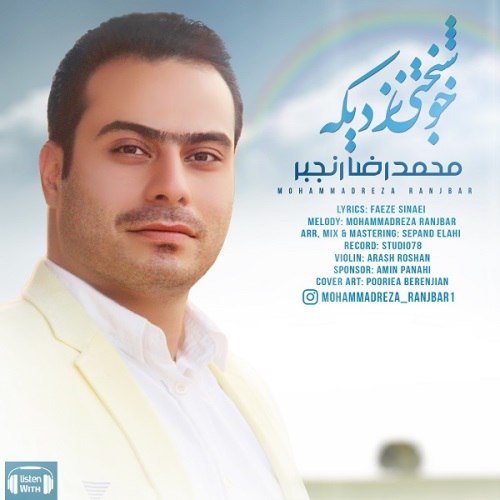 خوشبختی نزدیکه
محمدرضا رنجبر
MOHAMMADREZA RANJBAR
LYRICS: FAEZE SINAEI
MELODY: MOHAMMADREZA RANJBAR
ARR, MIX & MASTERING: SEPAND ELAHI
RECORD: STUDIO78
VIOLIN: ARASH ROSHAN
SPONSOR: AMIN PANAHI
COVER ART: POORIEA BERENJIAN
MOHAMMADREZA_RANJBAR1
listen
WITH